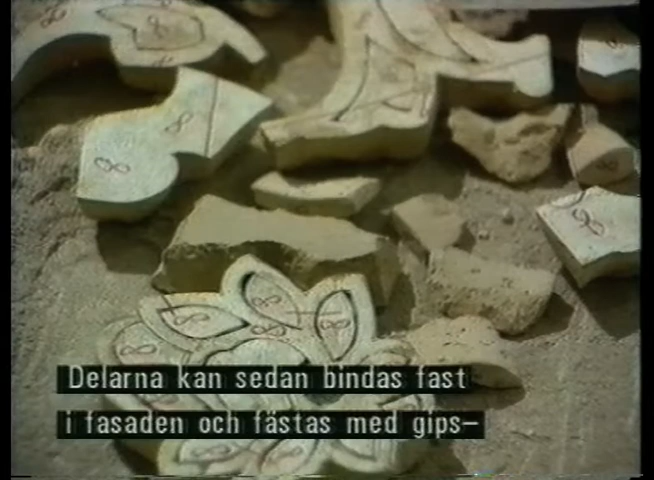 Delarna kan sedan bindas fast
i fasaden och fästas med gips–